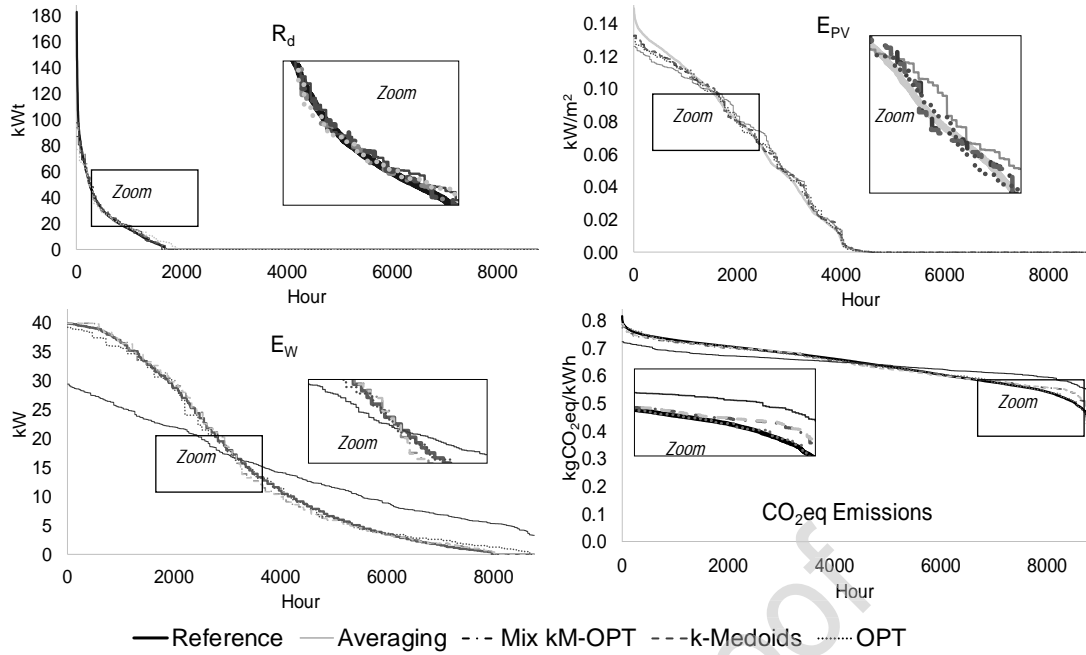 R_d
kWt
180
160
140
120
100
80
60
40
20
0
Zoom
Zoom
0 2000 4000 6000 8000
Hour
E_PV
kW/m²
0.14
0.12
0.10
0.08
0.06
0.04
0.02
0.00
Zoom
Zoom
0 2000 4000 6000 8000
Hour
E_W
kW
40
35
30
25
20
15
10
5
0
Zoom
Zoom
0 2000 4000 6000 8000
Hour
kgCO₂eq/kWh
0.8
0.7
0.6
0.5
0.4
0.3
0.2
0.1
0.0
Zoom
Zoom
CO₂eq Emissions
0 2000 4000 6000 8000
Hour
Reference Averaging Mix kM-OPT k-Medoids OPT
oof